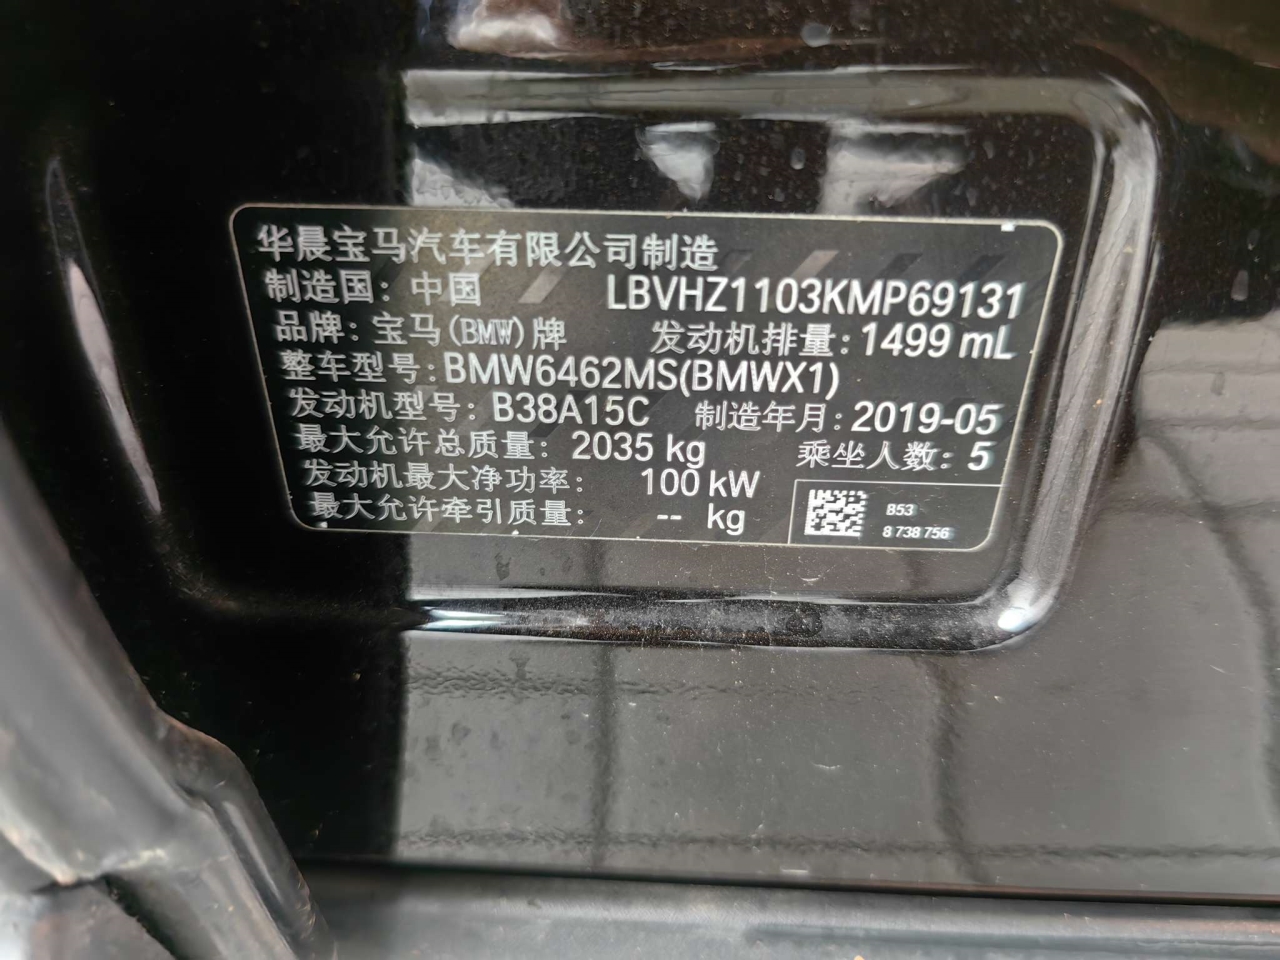 华晨宝马汽车有限公司制造
制造国: 中国 LBVHZ1103KMP69131
品牌: 宝马(BMW)牌 发动机排量: 1499 mL
整车型号: BMW6462MS(BMWX1)
发动机型号: B38A15C 制造年月: 2019-05
最大允许总质量: 2035 kg 乘坐人数: 5
发动机最大净功率: 100 kW
最大允许牵引质量: -- kg
B53
8 738 756